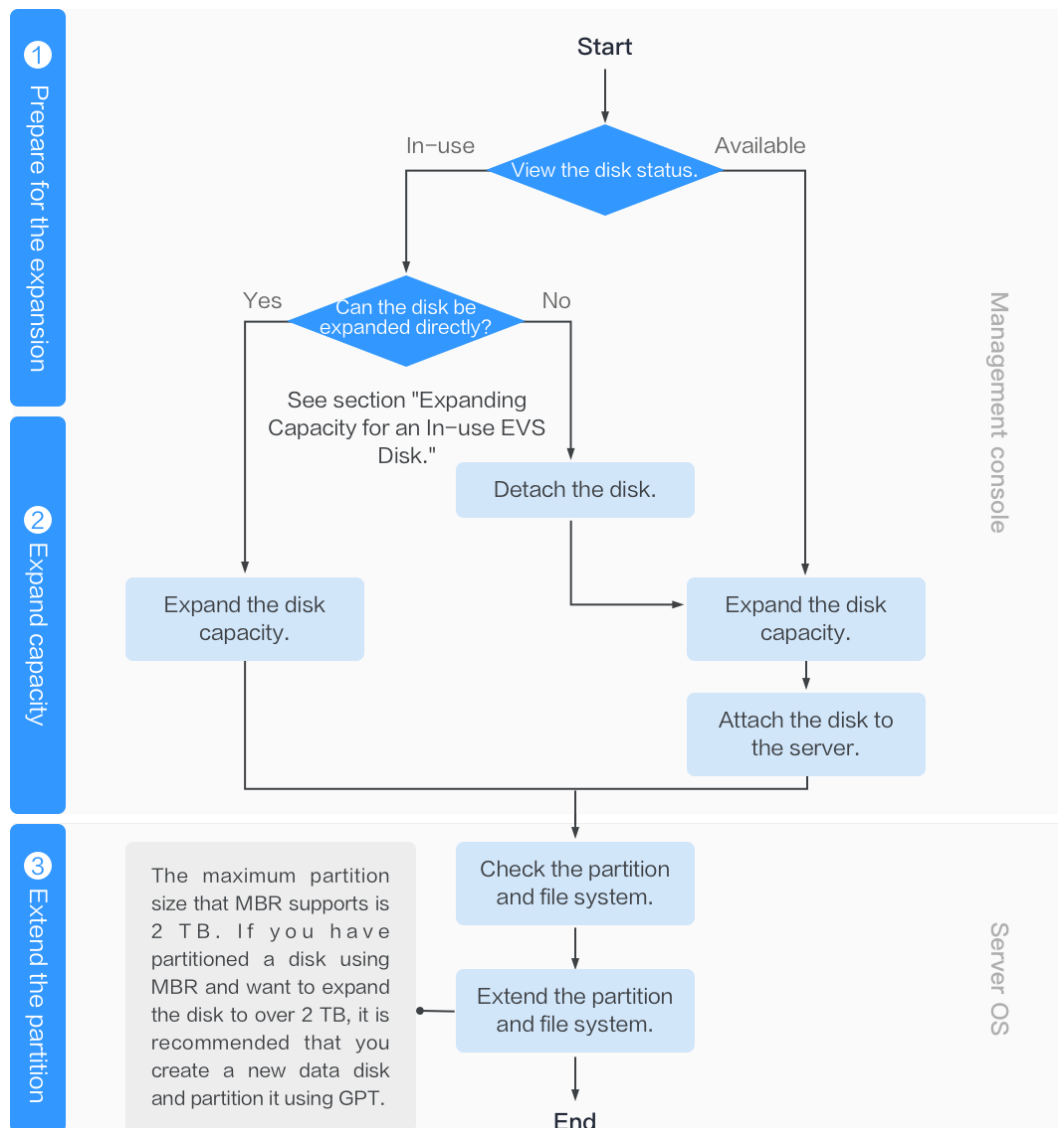 1
Prepare for the expansion
Start
In-use
Available
View the disk status.
Yes
No
Can the disk be
expanded directly?
See section "Expanding
Capacity for an In-use EVS
Disk."
Management console
2
Expand capacity
Detach the disk.
Expand the disk
capacity.
Expand the disk
capacity.
Attach the disk to
the server.
3
Extend the partition
The maximum partition
size that MBR supports is
2 TB. If you have
partitioned a disk using
MBR and want to expand
the disk to over 2 TB, it is
recommended that you
create a new data disk
and partition it using GPT.
Check the partition
and file system.
Extend the partition
and file system.
Server OS
End